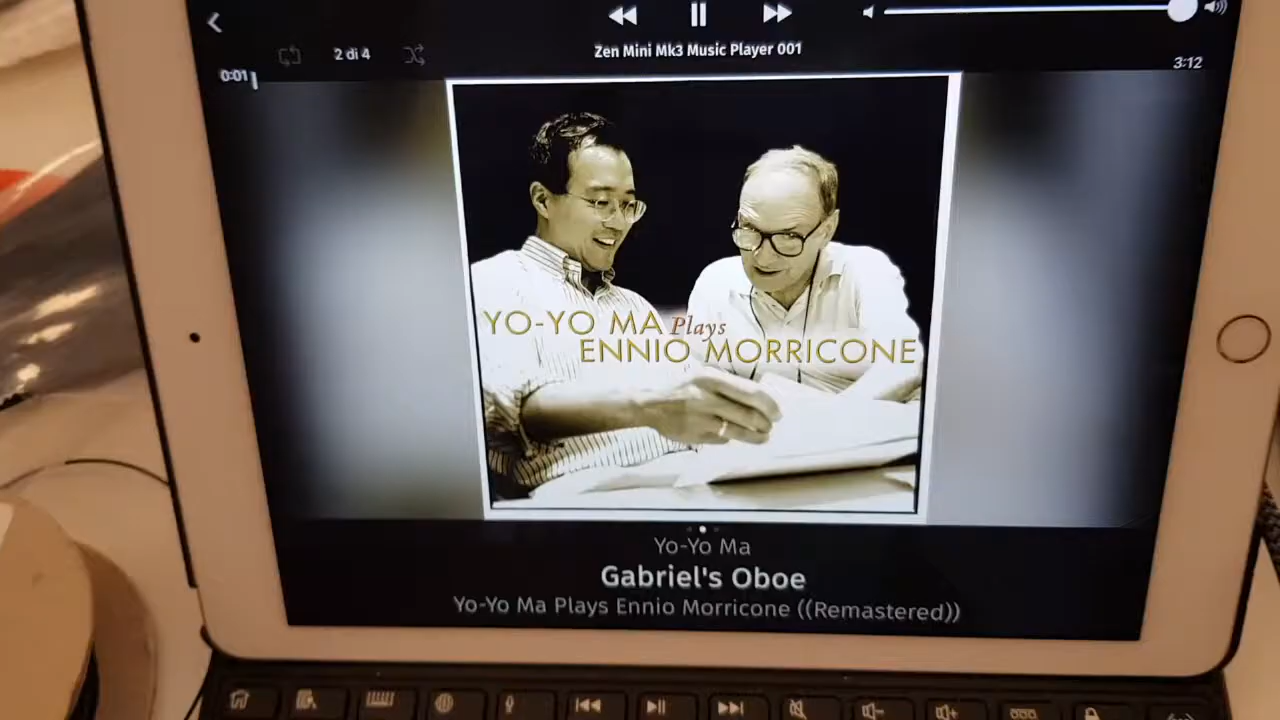 2 di 4
Zen Mini Mk3 Music Player 001
0:01
3:12
YO-YO MA Plays
ENNIO MORRICONE
Yo-Yo Ma
Gabriel's Oboe
Yo-Yo Ma Plays Ennio Morricone ((Remastered))